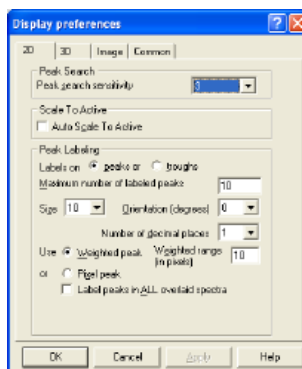 Display preferences
2D 3D Image Common
Peak Search
Peak search sensitivity 3
Scale To Active
Auto Scale To Active
Peak Labeling
Labels on peaks or troughs
Maximum number of labeled peaks 10
Size 10 Orientation (degrees) 0
Number of decimal places 1
Use Weighted peak Weighted range (in pixels) 10
or Pixel peak
Label peaks in ALL overlaid spectra
OK Cancel Apply Help